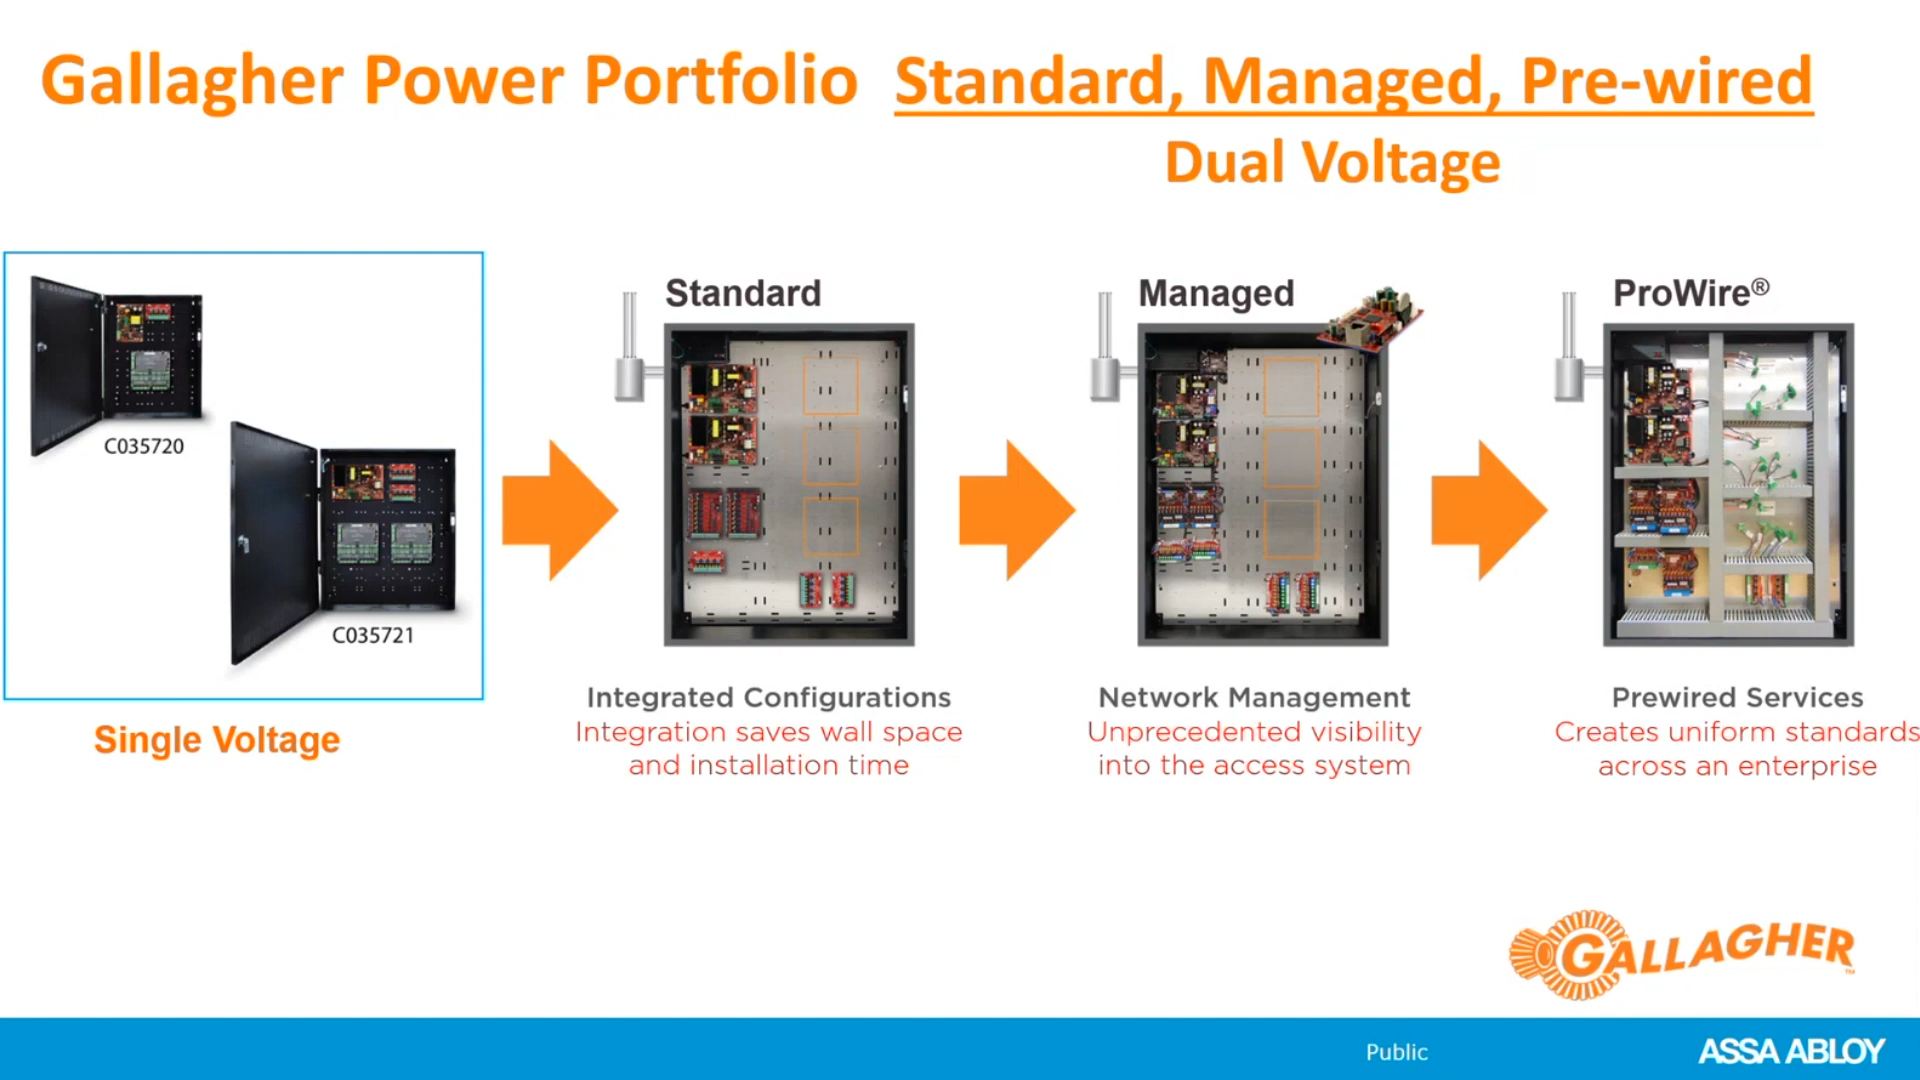 Gallagher Power Portfolio Standard, Managed, Pre-wired
Dual Voltage
C035720
C035721
Single Voltage
Standard
Integrated Configurations
Integration saves wall space
and installation time
Managed
Network Management
Unprecedented visibility
into the access system
ProWire®
Prewired Services
Creates uniform standards
across an enterprise
GALLAGHER™
Public
ASSA ABLOY